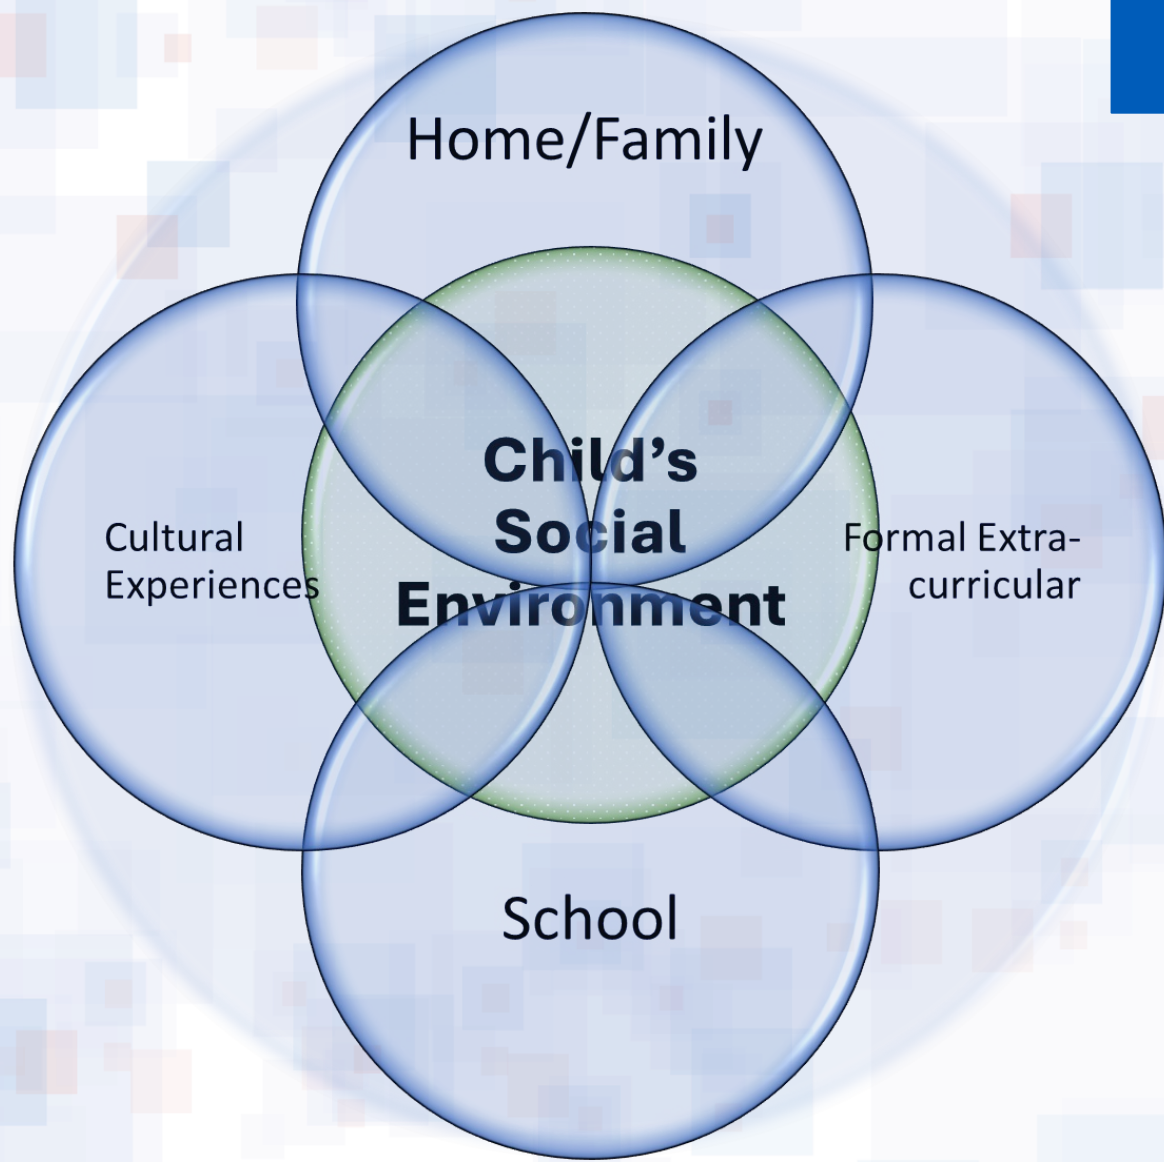 Home/Family
Child’s
Social
Environment
Cultural
Experiences
Formal Extra-
curricular
School